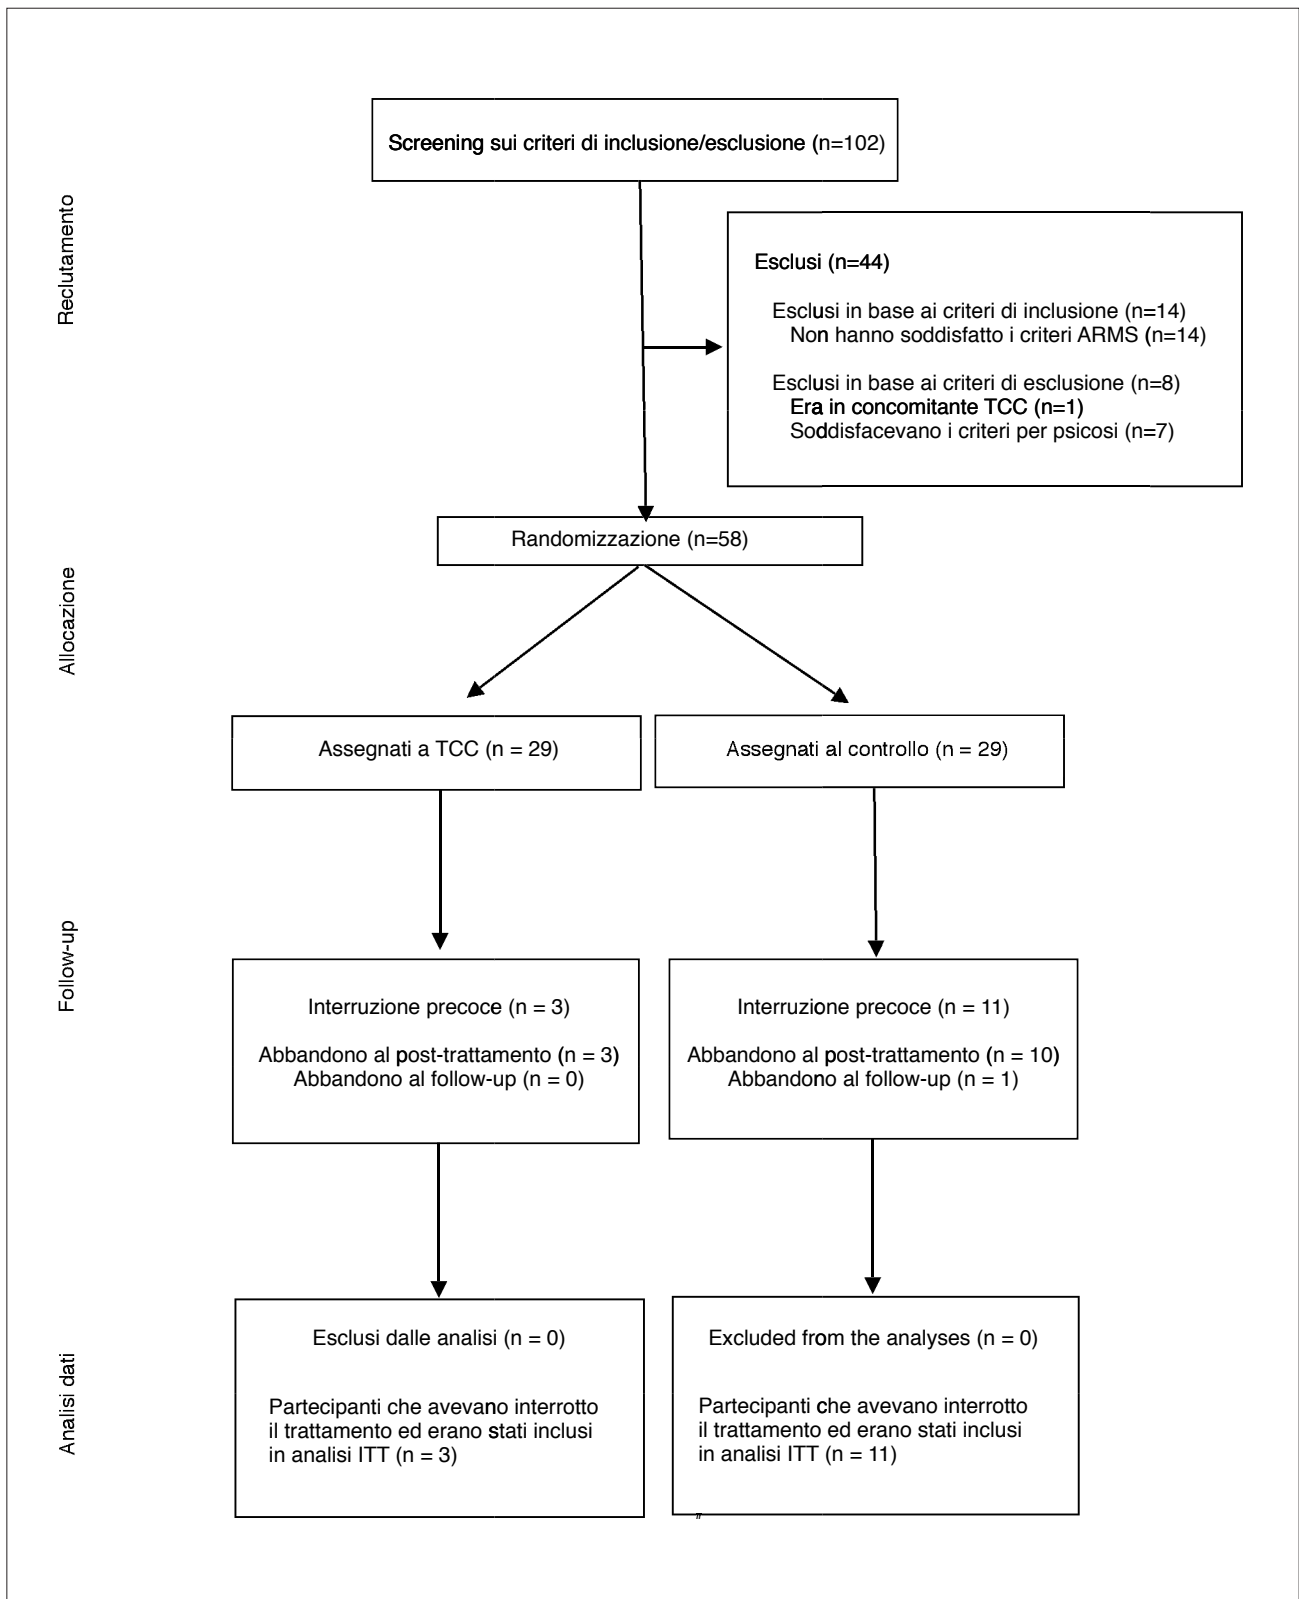 Screening sui criteri di inclusione/esclusione (n=102)
Reclutamento
Esclusi (n=44)
Esclusi in base ai criteri di inclusione (n=14)
Non hanno soddisfatto i criteri ARMS (n=14)
Esclusi in base ai criteri di esclusione (n=8)
Era in concomitante TCC (n=1)
Soddisfacevano i criteri per psicosi (n=7)
Randomizzazione (n=58)
Allocazione
Assegnati a TCC (n = 29)
Assegnati al controllo (n = 29)
Follow-up
Interruzione precoce (n = 3)
Abbandono al post-trattamento (n = 3)
Abbandono al follow-up (n = 0)
Interruzione precoce (n = 11)
Abbandono al post-trattamento (n = 10)
Abbandono al follow-up (n = 1)
Analisi dati
Esclusi dalle analisi (n = 0)
Partecipanti che avevano interrotto
il trattamento ed erano stati inclusi
in analisi ITT (n = 3)
Excluded from the analyses (n = 0)
Partecipanti che avevano interrotto
il trattamento ed erano stati inclusi
in analisi ITT (n = 11)